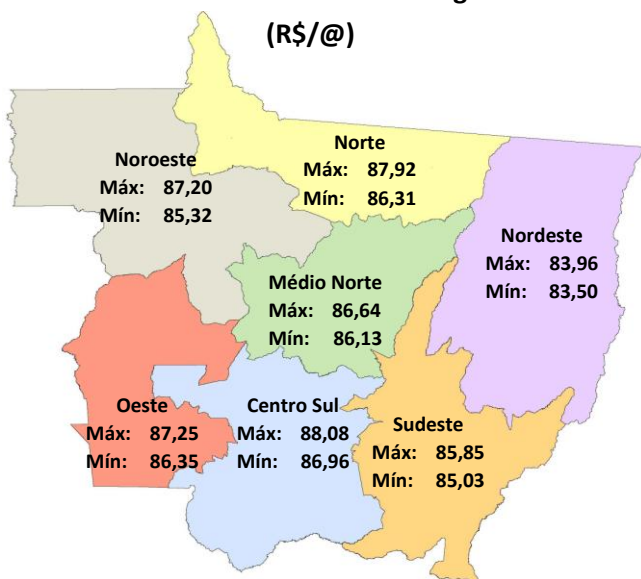 (R$/@)
Norte
Máx: 87,92
Mín: 86,31
Noroeste
Máx: 87,20
Mín: 85,32
Nordeste
Máx: 83,96
Mín: 83,50
Médio Norte
Máx: 86,64
Mín: 86,13
Oeste
Máx: 87,25
Mín: 86,35
Centro Sul
Máx: 88,08
Mín: 86,96
Sudeste
Máx: 85,85
Mín: 85,03